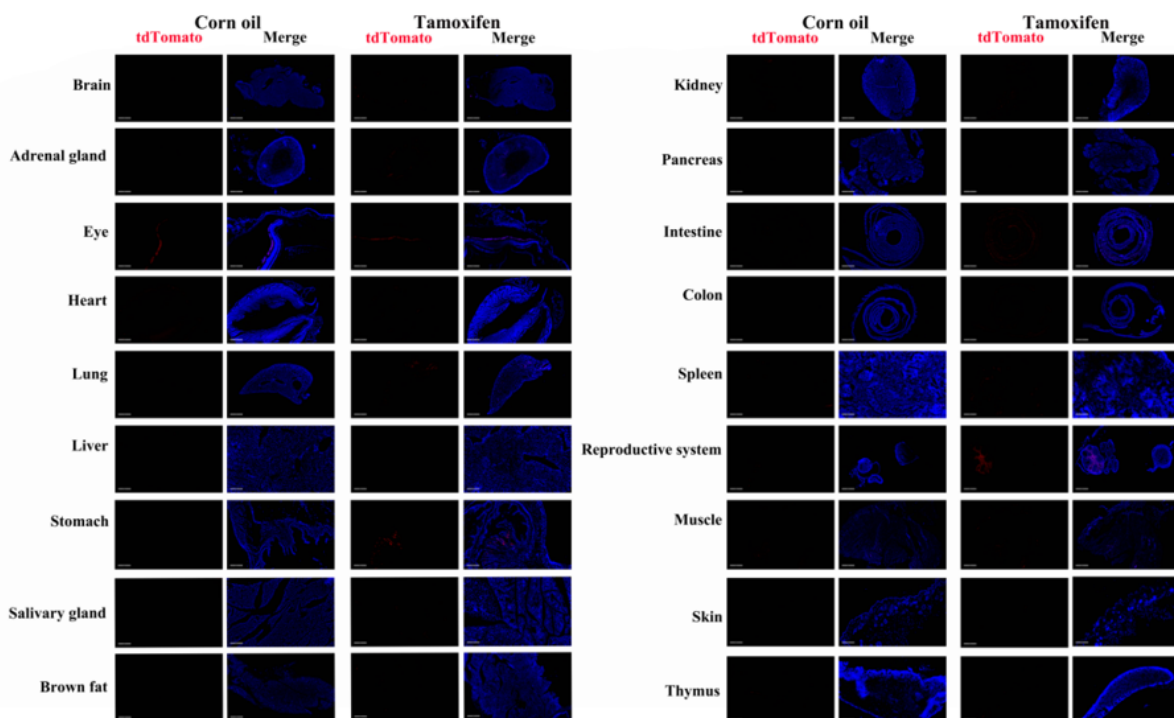 Corn oil Tamoxifen
tdTomato Merge tdTomato Merge
Brain
Adrenal gland
Eye
Heart
Lung
Liver
Stomach
Salivary gland
Brown fat
Corn oil Tamoxifen
tdTomato Merge tdTomato Merge
Kidney
Pancreas
Intestine
Colon
Spleen
Reproductive system
Muscle
Skin
Thymus